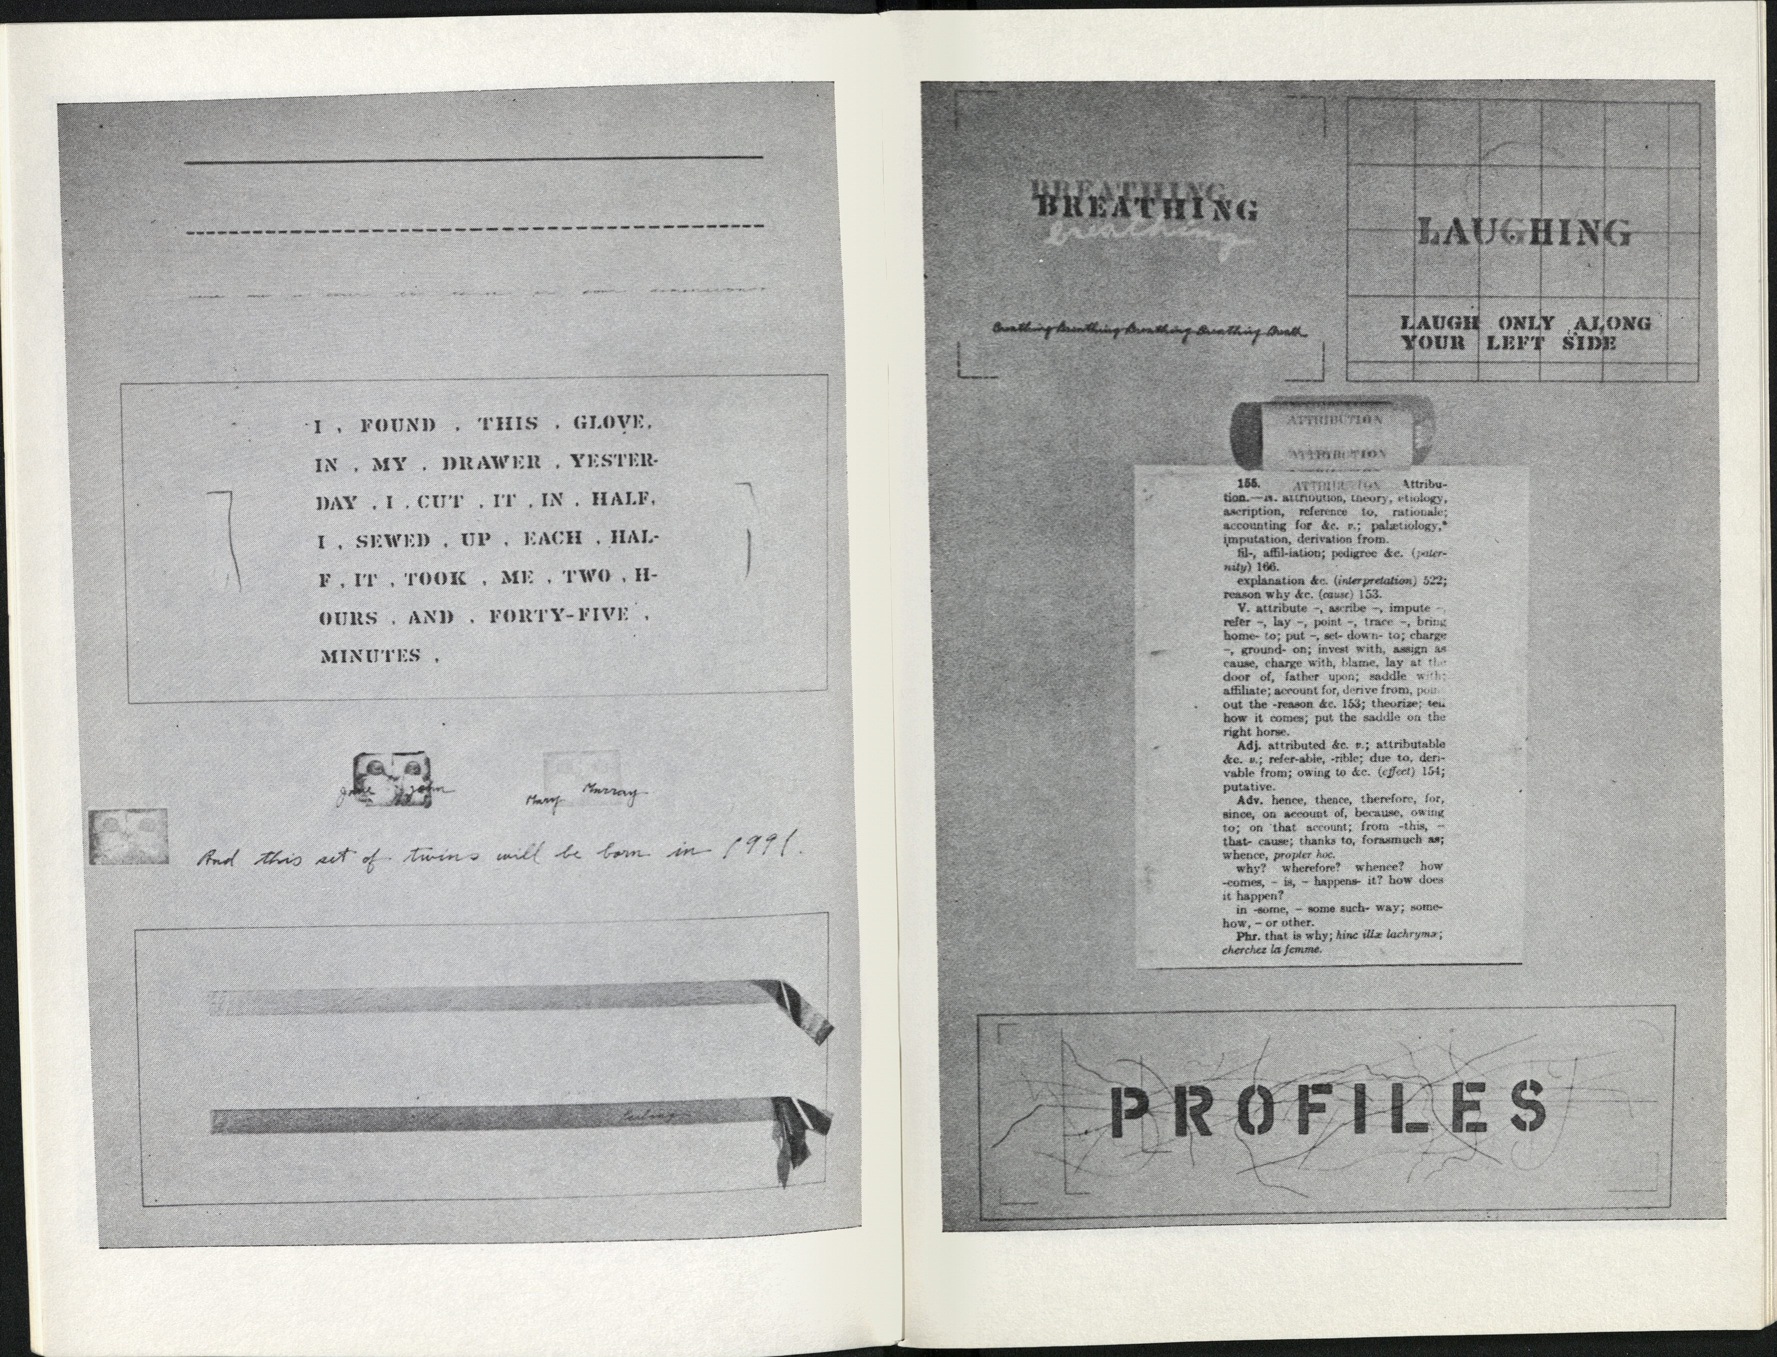 I , FOUND , THIS , GLOVE,
IN , MY , DRAWER , YESTER-
DAY , I , CUT , IT , IN , HALF,
I , SEWED , UP , EACH , HAL-
F , IT , TOOK , ME , TWO , H-
OURS , AND , FORTY-FIVE ,
MINUTES ,
Jane John
Mary Murray
And this set of twins will be born in 1991.
BREATHING
BREATHING
breathing
Breathing Breathing Breathing Breathing Breath
LAUGHING
LAUGH ONLY ALONG
YOUR LEFT SIDE
ATTRIBUTION
ATTRIBUTION
ATTRIBUTION
155. Attribu-
tion.—N. attribution, theory, etiology,
ascription, reference to, rationale;
accounting for &c. v.; palætiology,*
imputation, derivation from.
fil-, affil-iation; pedigree &c. (pater-
nity) 166.
explanation &c. (interpretation) 522;
reason why &c. (cause) 153.
V. attribute -, ascribe -, impute -,
refer -, lay -, point -, trace -, bring
home- to; put -, set- down- to; charge
-, ground- on; invest with, assign as
cause, charge with, blame, lay at the
door of, father upon; saddle with;
affiliate; account for, derive from, point
out the -reason &c. 153; theorize; tell
how it comes; put the saddle on the
right horse.
Adj. attributed &c. v.; attributable
&c. v.; refer-able, -rible; due to, deri-
vable from; owing to &c. (effect) 154;
putative.
Adv. hence, thence, therefore, for,
since, on account of, because, owing
to; on that account; from -this, -
that- cause; thanks to, forasmuch as;
whence, propter hoc.
why? wherefore? whence? how
-comes, - is, - happens- it? how does
it happen?
in -some, - some such- way; some-
how, - or other.
Phr. that is why; hinc illæ lachrymæ;
cherchez la femme.
PROFILES